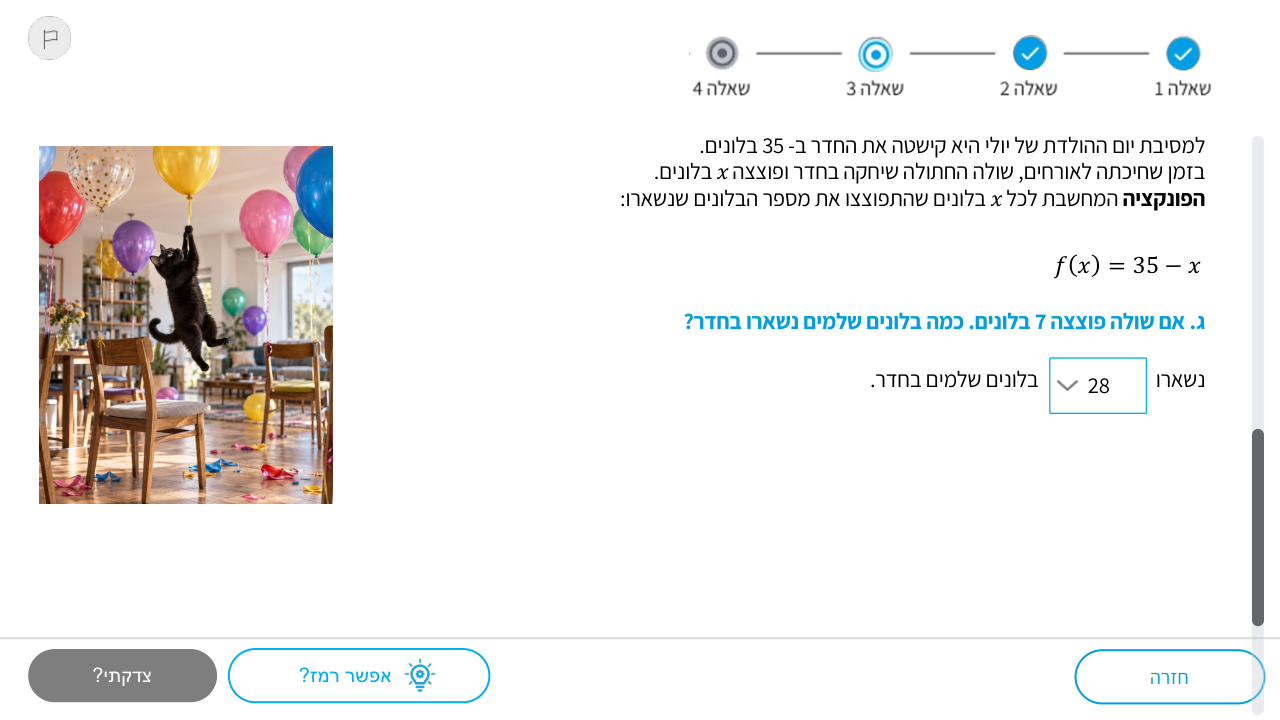 שאלה 1
שאלה 2
שאלה 3
שאלה 4
למסיבת יום ההולדת של יולי היא קישטה את החדר ב- 35 בלונים.
בזמן שחיכתה לאורחים, שולה החתולה שיחקה בחדר ופוצצה x בלונים.
הפונקציה המחשבת לכל x בלונים שהתפוצצו את מספר הבלונים שנשארו:
f(x) = 35 − x
ג. אם שולה פוצצה 7 בלונים. כמה בלונים שלמים נשארו בחדר?
נשארו 28 בלונים שלמים בחדר.
חזרה
אפשר רמז?
צדקתי?